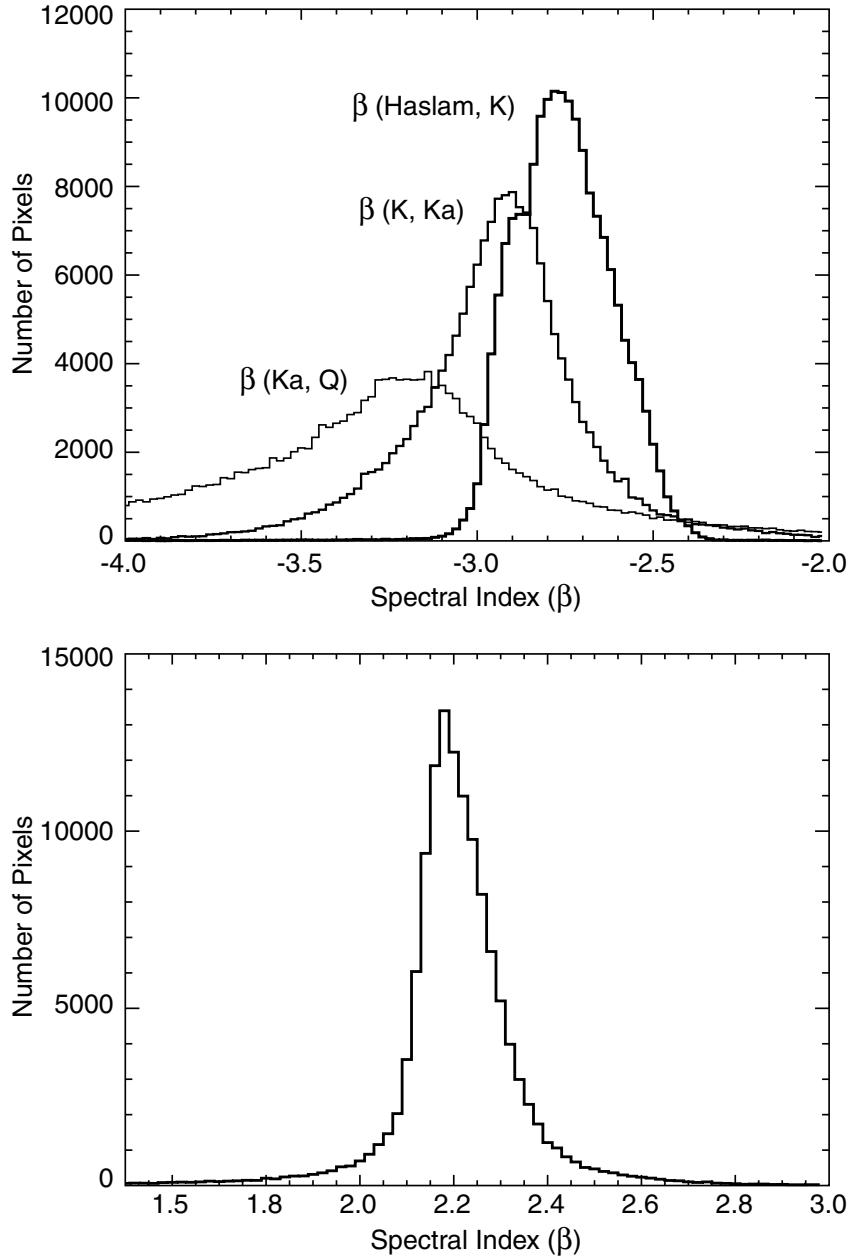 12000
10000
8000
6000
4000
2000
0
Number of Pixels
β (Haslam, K)
β (K, Ka)
β (Ka, Q)
-4.0 -3.5 -3.0 -2.5 -2.0
Spectral Index (β)
15000
10000
5000
0
Number of Pixels
1.5 1.8 2.0 2.2 2.4 2.6 2.8 3.0
Spectral Index (β)